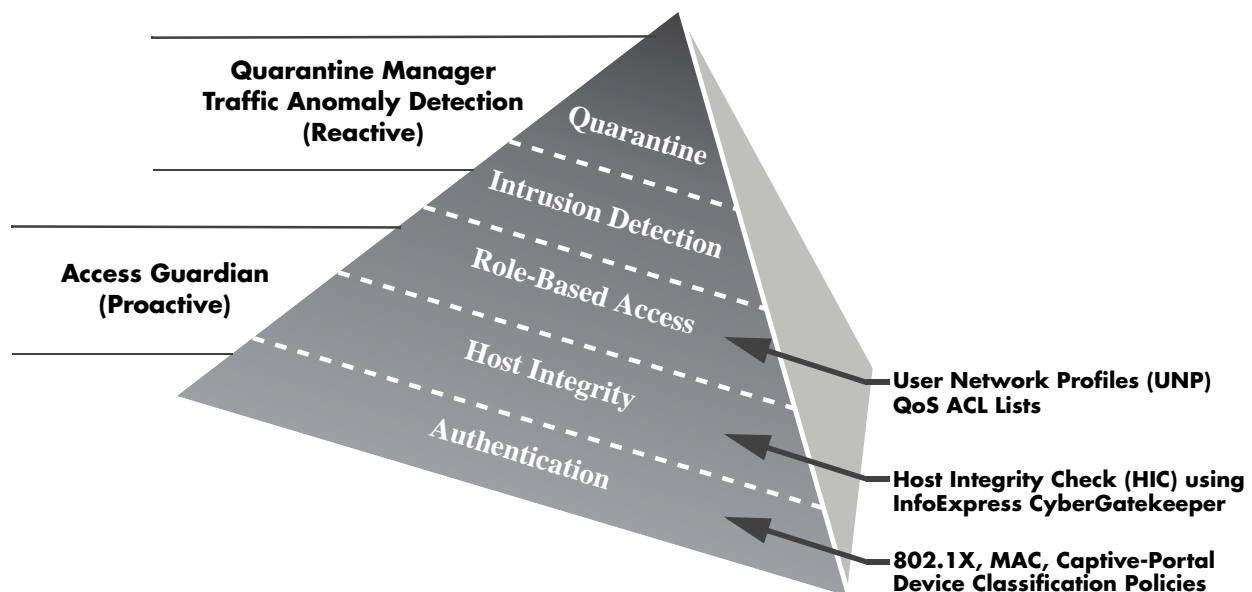 Quarantine Manager
Traffic Anomaly Detection
(Reactive)
Access Guardian
(Proactive)
Quarantine
Intrusion Detection
Role-Based Access
Host Integrity
Authentication
User Network Profiles (UNP)
QoS ACL Lists
Host Integrity Check (HIC) using
InfoExpress CyberGatekeeper
802.1X, MAC, Captive-Portal
Device Classification Policies